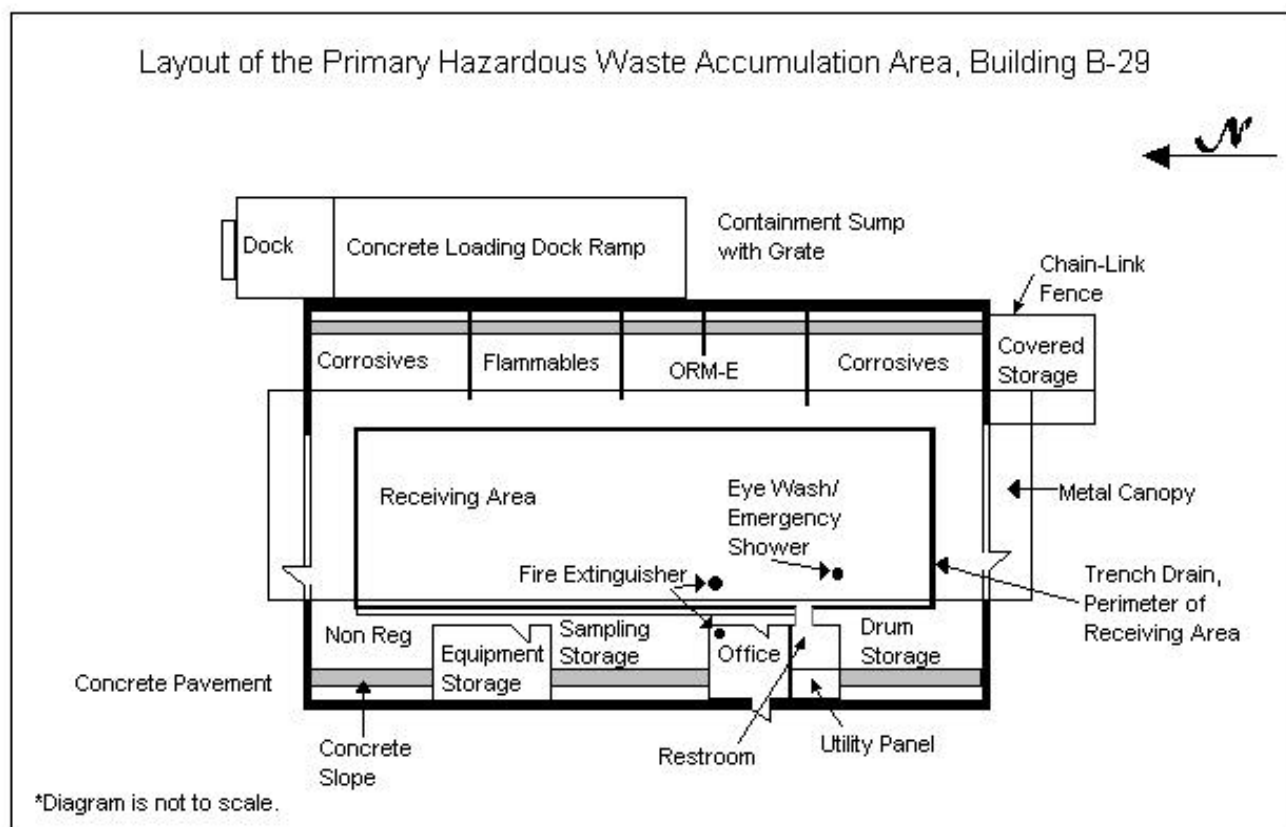 Layout of the Primary Hazardous Waste Accumulation Area, Building B-29
N
Dock
Concrete Loading Dock Ramp
Containment Sump
with Grate
Chain-Link
Fence
Corrosives
Flammables
ORM-E
Corrosives
Covered
Storage
Receiving Area
Eye Wash/
Emergency
Shower
Metal Canopy
Fire Extinguisher
Trench Drain,
Perimeter of
Receiving Area
Non Reg
Equipment
Storage
Sampling
Storage
Office
Drum
Storage
Concrete Pavement
Concrete
Slope
Restroom
Utility Panel
*Diagram is not to scale.